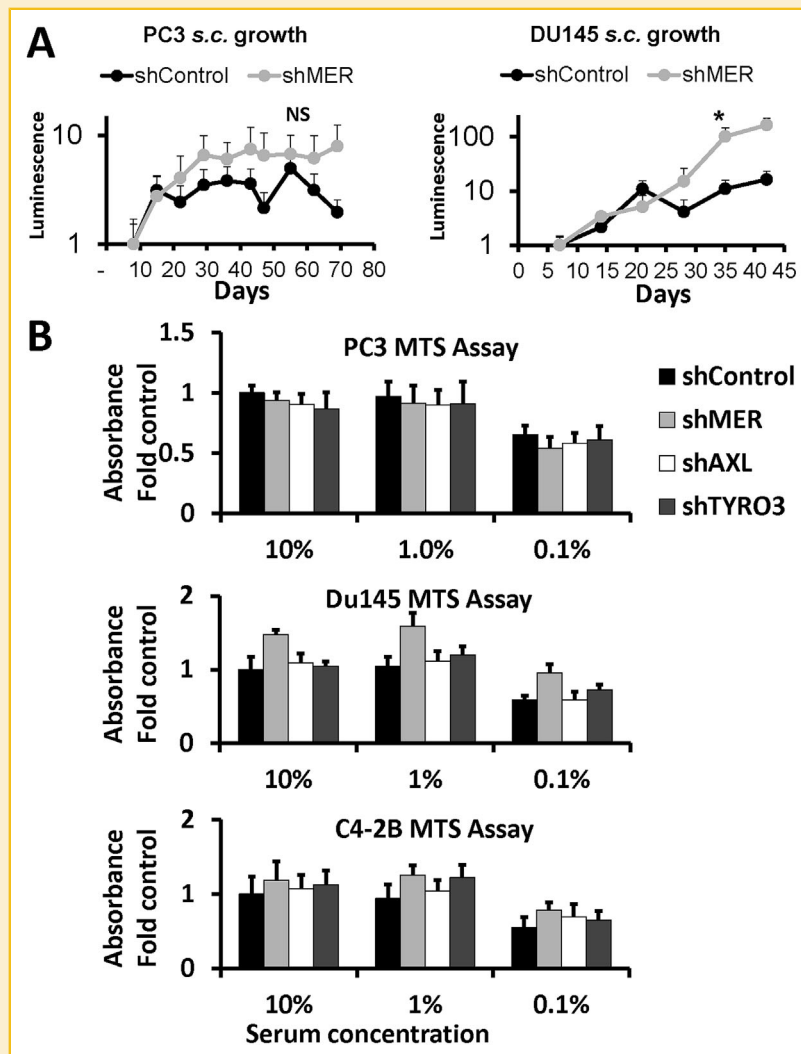 A
PC3 s.c. growth
shControl shMER
NS
Luminescence
10
1
- 10 20 30 40 50 60 70 80
Days
DU145 s.c. growth
shControl shMER
*
Luminescence
100
10
1
0 5 10 15 20 25 30 35 40 45
Days
B
PC3 MTS Assay
Absorbance
Fold control
1.5
1
0.5
0
10% 1.0% 0.1%
shControl
shMER
shAXL
shTYRO3
Du145 MTS Assay
Absorbance
Fold control
2
1
0
10% 1% 0.1%
C4-2B MTS Assay
Absorbance
Fold control
2
1
0
10% 1% 0.1%
Serum concentration